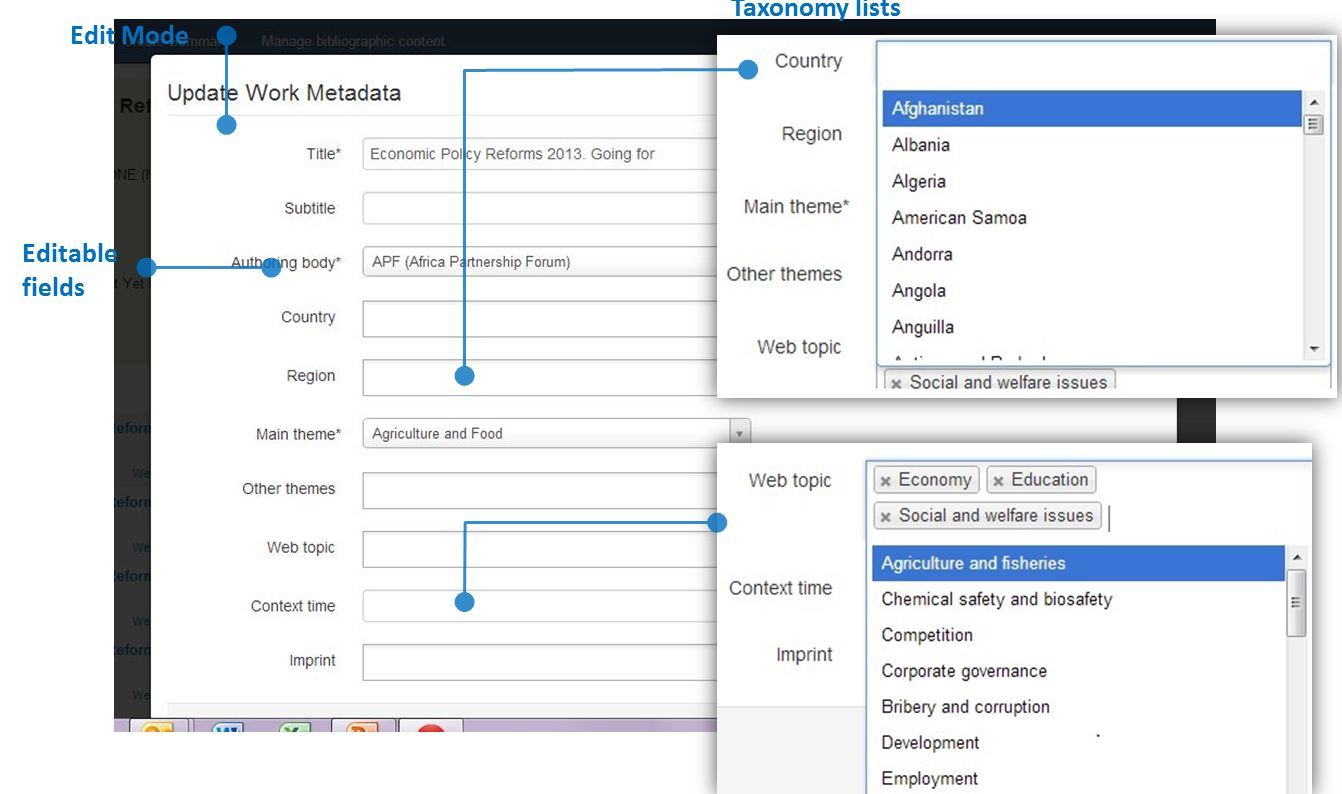 Taxonomy lists
Edit Mode
Manage bibliographic content
Update Work Metadata
Title* Economic Policy Reforms 2013. Going for
Subtitle
Editable
fields
Authoring body* APF (Africa Partnership Forum)
Country
Region
Main theme* Agriculture and Food
Other themes
Web topic
Context time
Imprint
Country
Afghanistan
Albania
Region
Algeria
Main theme*
American Samoa
Andorra
Other themes
Angola
Anguilla
Web topic
× Social and welfare issues
Web topic × Economy × Education
× Social and welfare issues
Agriculture and fisheries
Context time
Chemical safety and biosafety
Competition
Imprint
Corporate governance
Bribery and corruption
Development
Employment